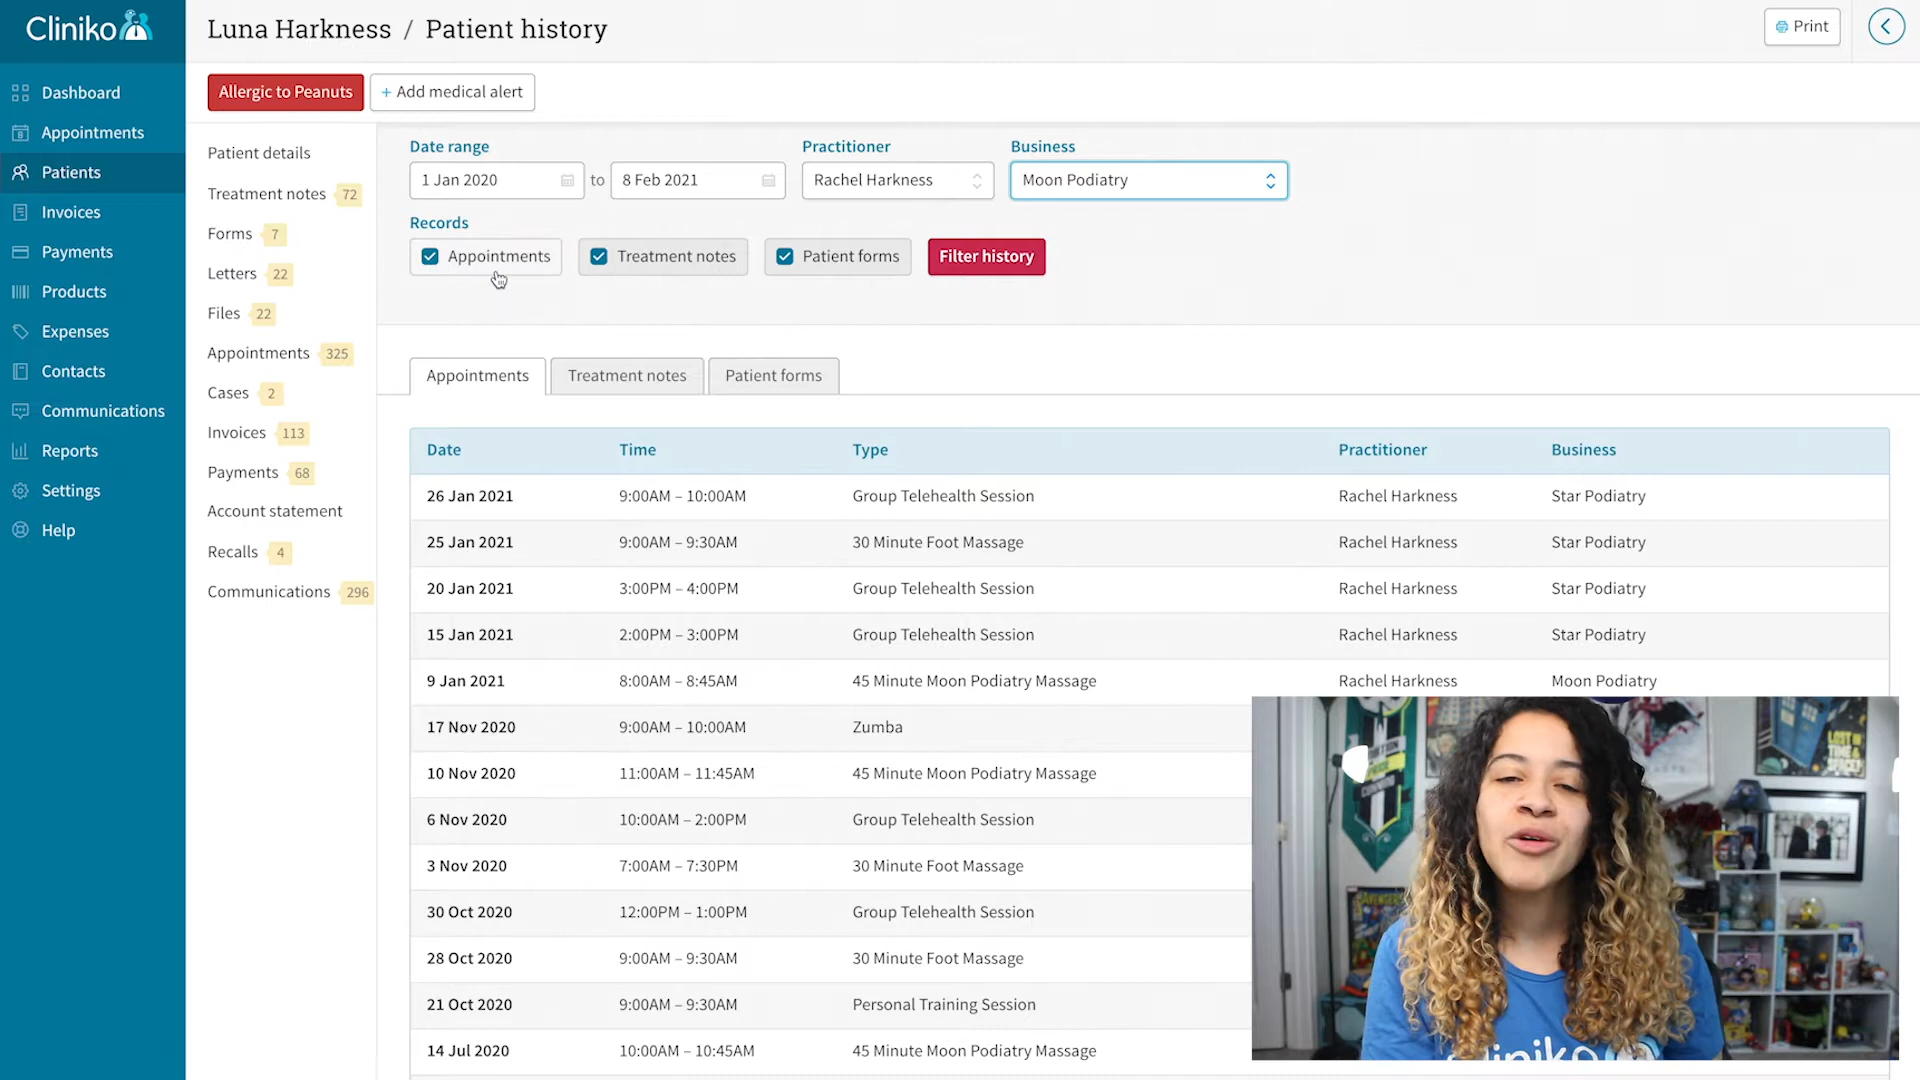 Cliniko
Luna Harkness / Patient history
Print
Dashboard
Appointments
Patients
Invoices
Payments
Products
Expenses
Contacts
Communications
Reports
Settings
Help
Allergic to Peanuts
+ Add medical alert
Patient details
Treatment notes 72
Forms 7
Letters 22
Files 22
Appointments 325
Cases 2
Invoices 113
Payments 68
Account statement
Recalls 4
Communications 296
Date range
1 Jan 2020 to 8 Feb 2021
Practitioner
Rachel Harkness
Business
Moon Podiatry
Records
Appointments
Treatment notes
Patient forms
Filter history
Appointments Treatment notes Patient forms
Date Time Type Practitioner Business
26 Jan 2021 9:00AM – 10:00AM Group Telehealth Session Rachel Harkness Star Podiatry
25 Jan 2021 9:00AM – 9:30AM 30 Minute Foot Massage Rachel Harkness Star Podiatry
20 Jan 2021 3:00PM – 4:00PM Group Telehealth Session Rachel Harkness Star Podiatry
15 Jan 2021 2:00PM – 3:00PM Group Telehealth Session Rachel Harkness Star Podiatry
9 Jan 2021 8:00AM – 8:45AM 45 Minute Moon Podiatry Massage Rachel Harkness Moon Podiatry
17 Nov 2020 9:00AM – 10:00AM Zumba
10 Nov 2020 11:00AM – 11:45AM 45 Minute Moon Podiatry Massage
6 Nov 2020 10:00AM – 2:00PM Group Telehealth Session
3 Nov 2020 7:00AM – 7:30PM 30 Minute Foot Massage
30 Oct 2020 12:00PM – 1:00PM Group Telehealth Session
28 Oct 2020 9:00AM – 9:30AM 30 Minute Foot Massage
21 Oct 2020 9:00AM – 9:30AM Personal Training Session
14 Jul 2020 10:00AM – 10:45AM 45 Minute Moon Podiatry Massage
LOST IN
TIME &
SPACE!
AVENGERS
cliniko